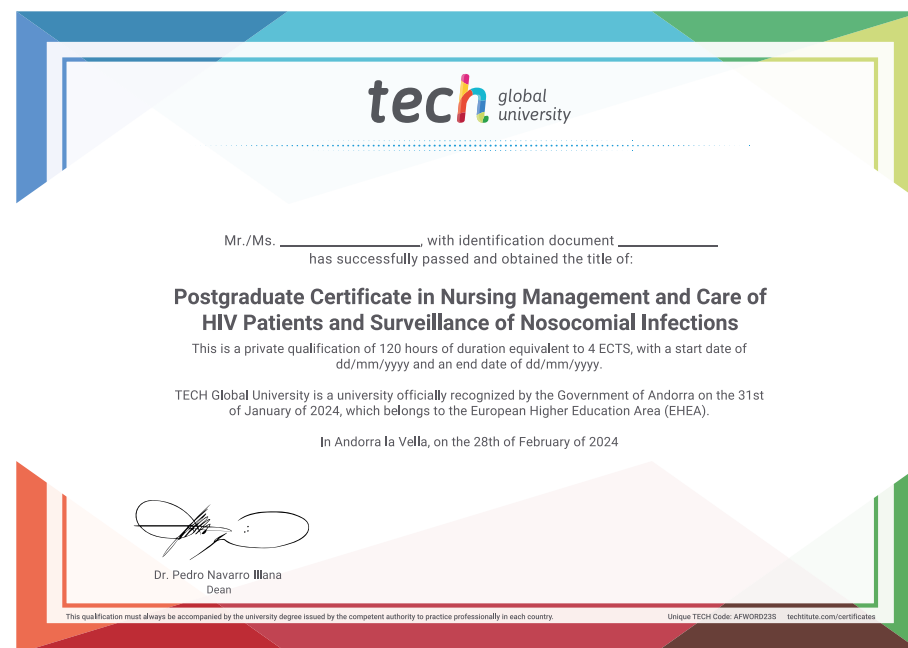 tech global
university
Mr./Ms. ____________________, with identification document ______________
has successfully passed and obtained the title of:
Postgraduate Certificate in Nursing Management and Care of
HIV Patients and Surveillance of Nosocomial Infections
This is a private qualification of 120 hours of duration equivalent to 4 ECTS, with a start date of
dd/mm/yyyy and an end date of dd/mm/yyyy.
TECH Global University is a university officially recognized by the Government of Andorra on the 31st
of January of 2024, which belongs to the European Higher Education Area (EHEA).
In Andorra la Vella, on the 28th of February of 2024
Dr. Pedro Navarro Illana
Dean
This qualification must always be accompanied by the university degree issued by the competent authority to practice professionally in each country.
Unique TECH Code: AFWORD23S techtitute.com/certificates